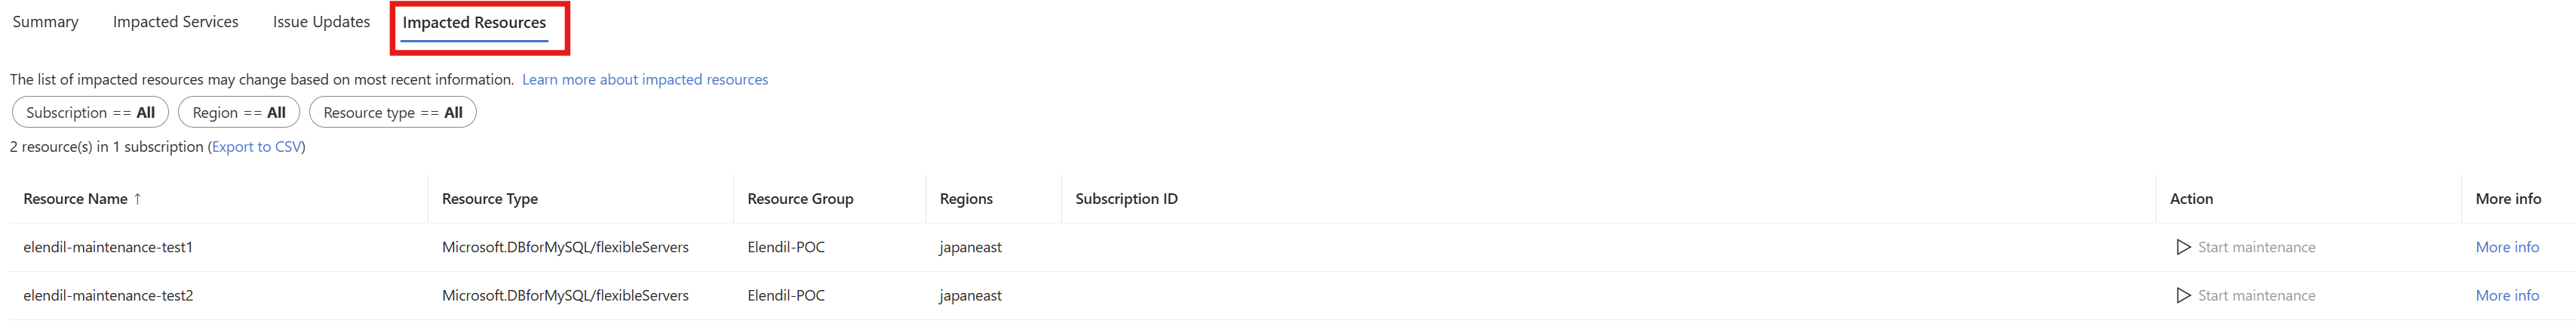 Summary Impacted Services Issue Updates Impacted Resources
The list of impacted resources may change based on most recent information. Learn more about impacted resources
Subscription == All Region == All Resource type == All
2 resource(s) in 1 subscription (Export to CSV)
Resource Name ↑ Resource Type Resource Group Regions Subscription ID Action More info
elendil-maintenance-test1 Microsoft.DBforMySQL/flexibleServers Elendil-POC japaneast Start maintenance More info
elendil-maintenance-test2 Microsoft.DBforMySQL/flexibleServers Elendil-POC japaneast Start maintenance More info